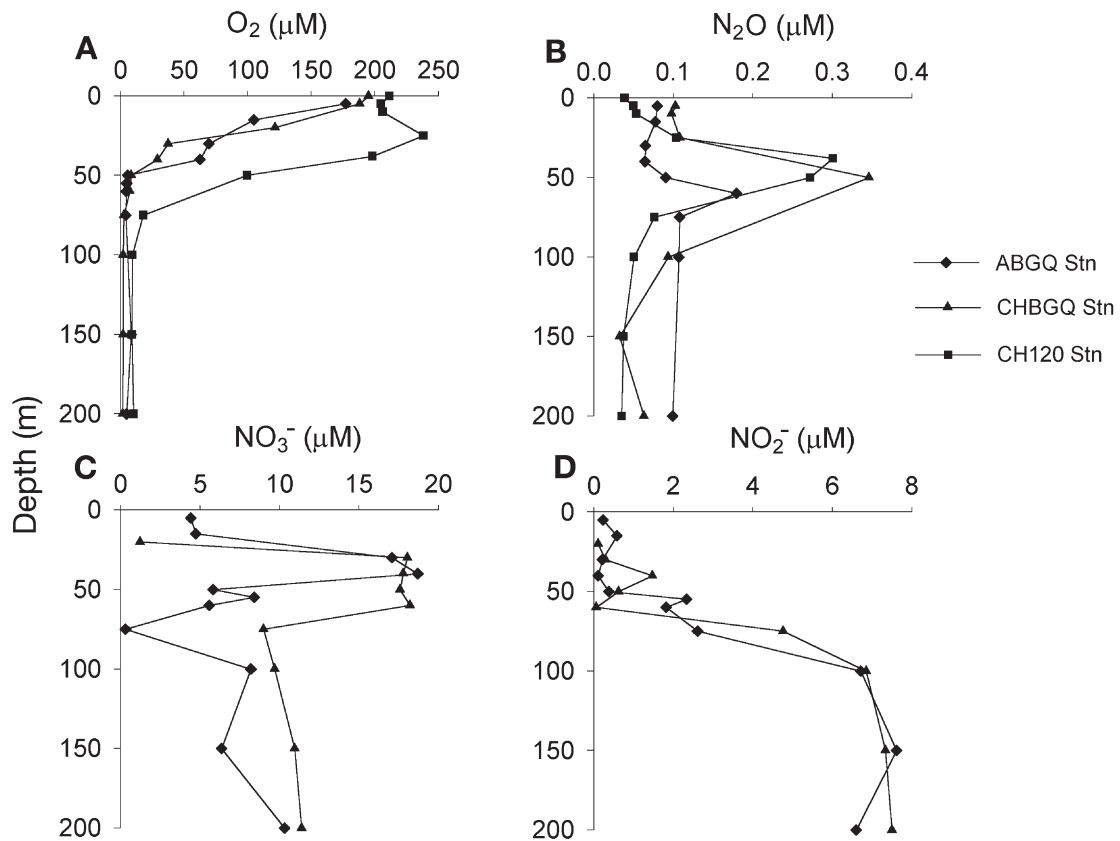 A
O₂ (μM)
0 50 100 150 200 250
0
50
100
150
200
B
N₂O (μM)
0.0 0.1 0.2 0.3 0.4
0
50
100
150
200
ABGQ Stn
CHBGQ Stn
CH120 Stn
Depth (m)
C
NO₃⁻ (μM)
0 5 10 15 20
0
50
100
150
200
D
NO₂⁻ (μM)
0 2 4 6 8
0
50
100
150
200